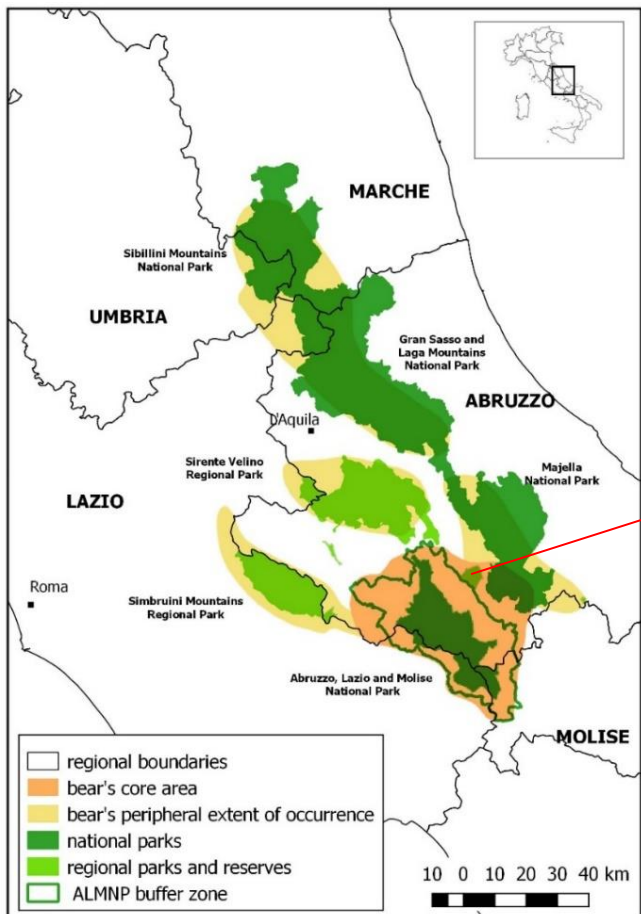 MARCHE
Sibillini Mountains
National Park
UMBRIA
Gran Sasso and
Laga Mountains
National Park
ABRUZZO
L'Aquila
Sirente Velino
Regional Park
Majella
National Park
LAZIO
Roma
Simbruini Mountains
Regional Park
Abruzzo, Lazio and Molise
National Park
MOLISE
regional boundaries
bear's core area
bear's peripheral extent of occurrence
national parks
regional parks and reserves
ALMNP buffer zone
10 0 10 20 30 40 km